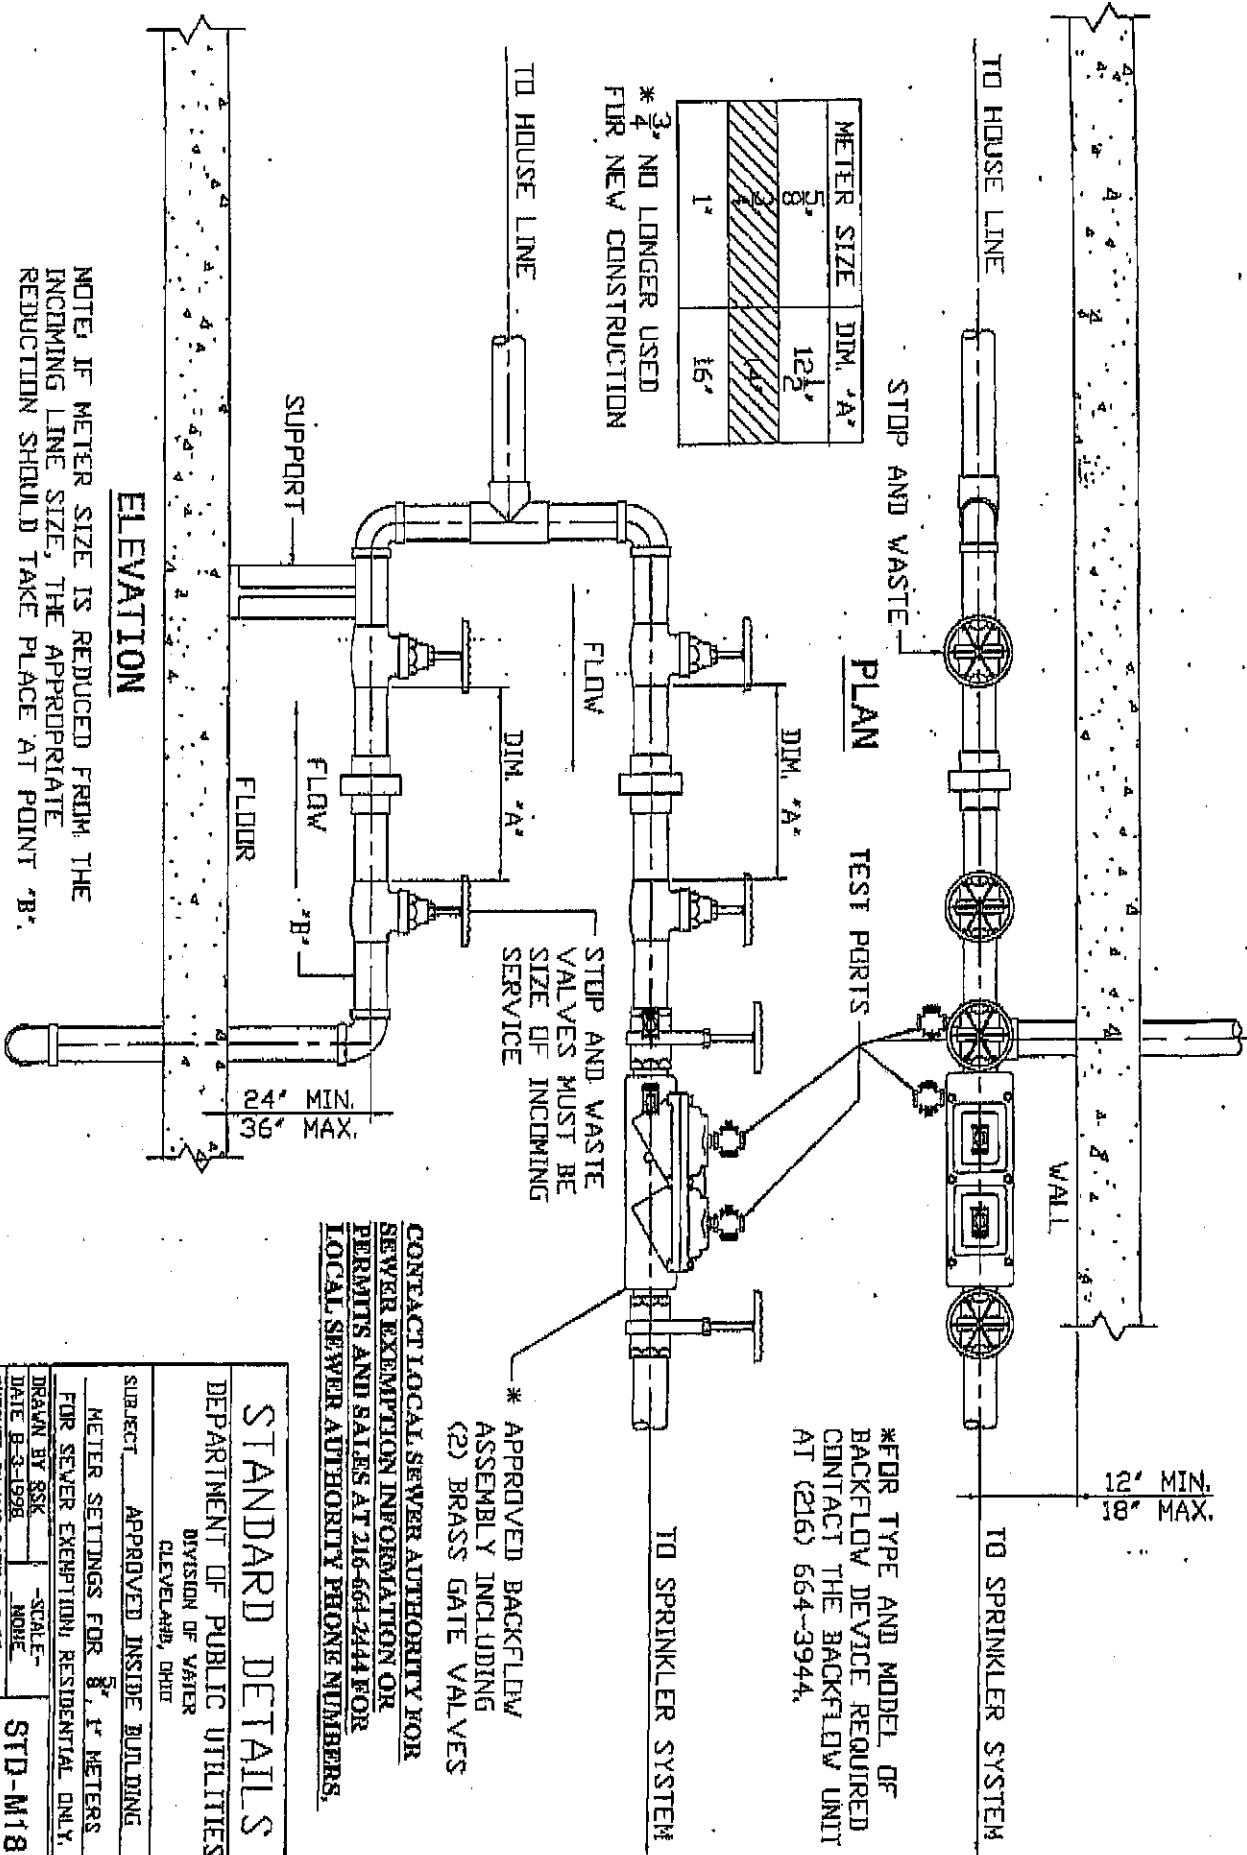 TO HOUSE LINE
WALL
12" MIN.
18" MAX.
TO SPRINKLER SYSTEM
STOP AND WASTE
TEST PORTS
PLAN
*FOR TYPE AND MODEL OF
BACKFLOW DEVICE REQUIRED
CONTACT THE BACKFLOW UNIT
AT (216) 664-3944.
METER SIZE DIM. "A"
5/8" 12 1/2"
1" 16"
* 3/4" NO LONGER USED
FOR NEW CONSTRUCTION
DIM. "A"
FLOW
TO SPRINKLER SYSTEM
TO HOUSE LINE
STOP AND WASTE
VALVES MUST BE
SIZE OF INCOMING
SERVICE
* APPROVED BACKFLOW
ASSEMBLY INCLUDING
(2) BRASS GATE VALVES
DIM. "A"
"B"
FLOW
SUPPORT
FLOOR
24" MIN.
36" MAX.
CONTACT LOCAL SEWER AUTHORITY FOR
SEWER EXEMPTION INFORMATION OR
PERMITS AND SALES AT 216-664-2444 FOR
LOCAL SEWER AUTHORITY PHONE NUMBERS.
ELEVATION
NOTE: IF METER SIZE IS REDUCED FROM THE
INCOMING LINE SIZE, THE APPROPRIATE
REDUCTION SHOULD TAKE PLACE AT POINT "B".
STANDARD DETAILS
DEPARTMENT OF PUBLIC UTILITIES
DIVISION OF WATER
CLEVELAND, OHIO
SUBJECT APPROVED INSIDE BUILDING
METER SETTINGS FOR 5/8", 1" METERS
FOR SEWER EXEMPTION; RESIDENTIAL ONLY.
DRAWN BY RSK -SCALE-
DATE 8-3-1998 NONE
STD-M18